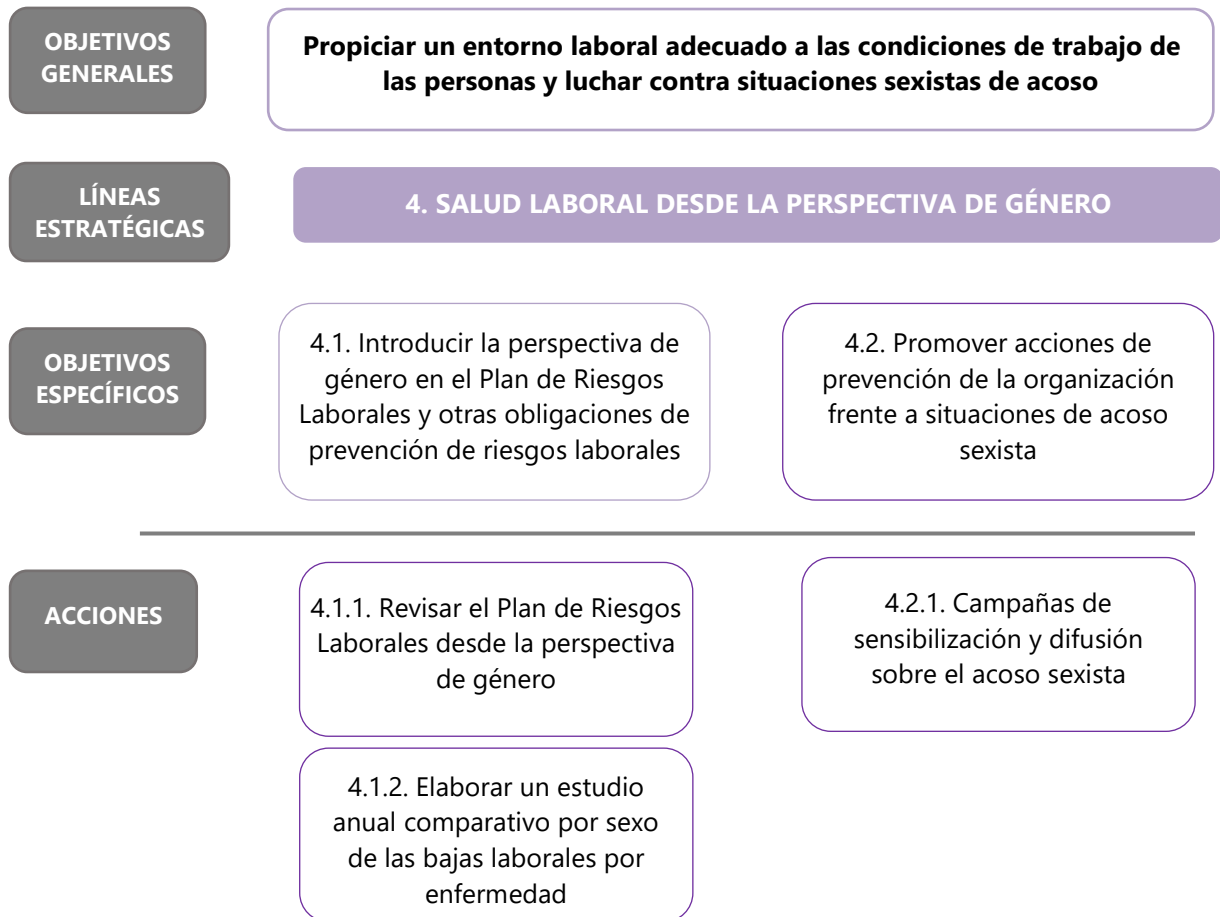 OBJETIVOS
GENERALES
Propiciar un entorno laboral adecuado a las condiciones de trabajo de
las personas y luchar contra situaciones sexistas de acoso
LÍNEAS
ESTRATÉGICAS
4. SALUD LABORAL DESDE LA PERSPECTIVA DE GÉNERO
OBJETIVOS
ESPECÍFICOS
4.1. Introducir la perspectiva de
género en el Plan de Riesgos
Laborales y otras obligaciones de
prevención de riesgos laborales
4.2. Promover acciones de
prevención de la organización
frente a situaciones de acoso
sexista
ACCIONES
4.1.1. Revisar el Plan de Riesgos
Laborales desde la perspectiva
de género
4.2.1. Campañas de
sensibilización y difusión
sobre el acoso sexista
4.1.2. Elaborar un estudio
anual comparativo por sexo
de las bajas laborales por
enfermedad